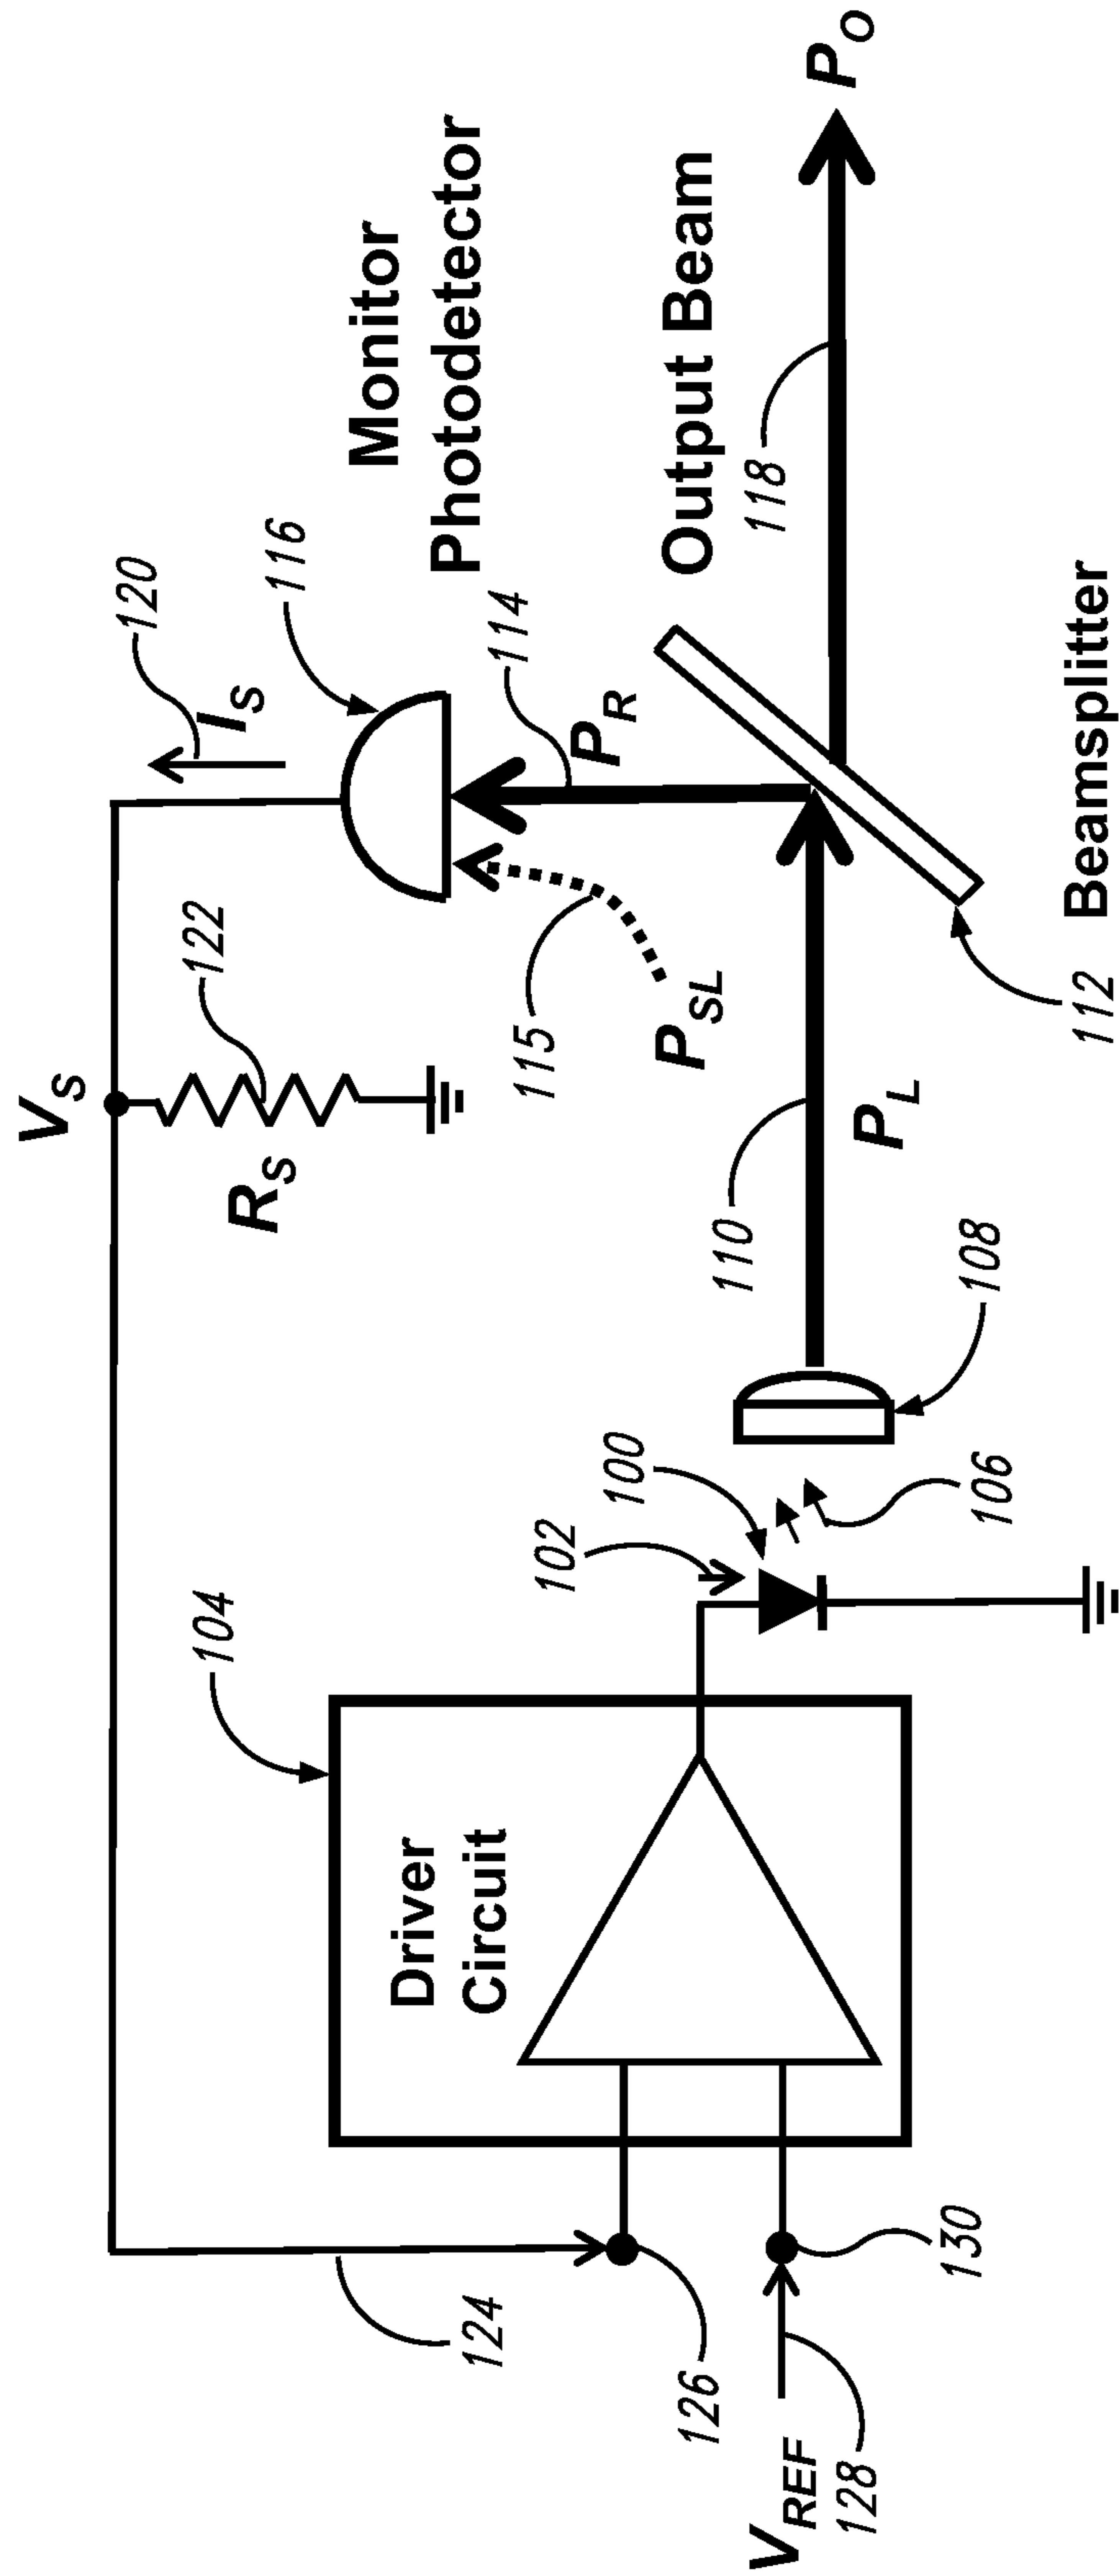 V_S
120
I_S
R_S
122
116
Monitor
Photodetector
104
Driver
Circuit
124
115
114
P_R
P_SL
Output Beam
102
100
110
118
126
P_L
P_O
V_REF
128
130
106
108
112
Beamsplitter